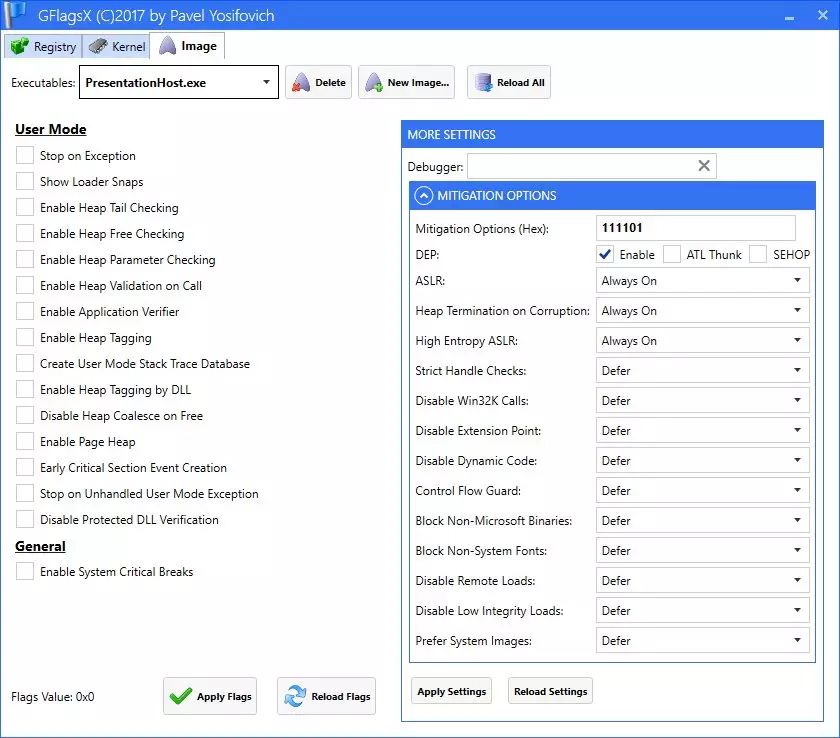 GFlagsX (C)2017 by Pavel Yosifovich
Registry Kernel Image
Executables: PresentationHost.exe Delete New Image... Reload All
User Mode
Stop on Exception
Show Loader Snaps
Enable Heap Tail Checking
Enable Heap Free Checking
Enable Heap Parameter Checking
Enable Heap Validation on Call
Enable Application Verifier
Enable Heap Tagging
Create User Mode Stack Trace Database
Enable Heap Tagging by DLL
Disable Heap Coalesce on Free
Enable Page Heap
Early Critical Section Event Creation
Stop on Unhandled User Mode Exception
Disable Protected DLL Verification
General
Enable System Critical Breaks
Flags Value: 0x0 Apply Flags Reload Flags
MORE SETTINGS
Debugger:
MITIGATION OPTIONS
Mitigation Options (Hex): 111101
DEP: Enable ATL Thunk SEHOP
ASLR: Always On
Heap Termination on Corruption: Always On
High Entropy ASLR: Always On
Strict Handle Checks: Defer
Disable Win32K Calls: Defer
Disable Extension Point: Defer
Disable Dynamic Code: Defer
Control Flow Guard: Defer
Block Non-Microsoft Binaries: Defer
Block Non-System Fonts: Defer
Disable Remote Loads: Defer
Disable Low Integrity Loads: Defer
Prefer System Images: Defer
Apply Settings Reload Settings